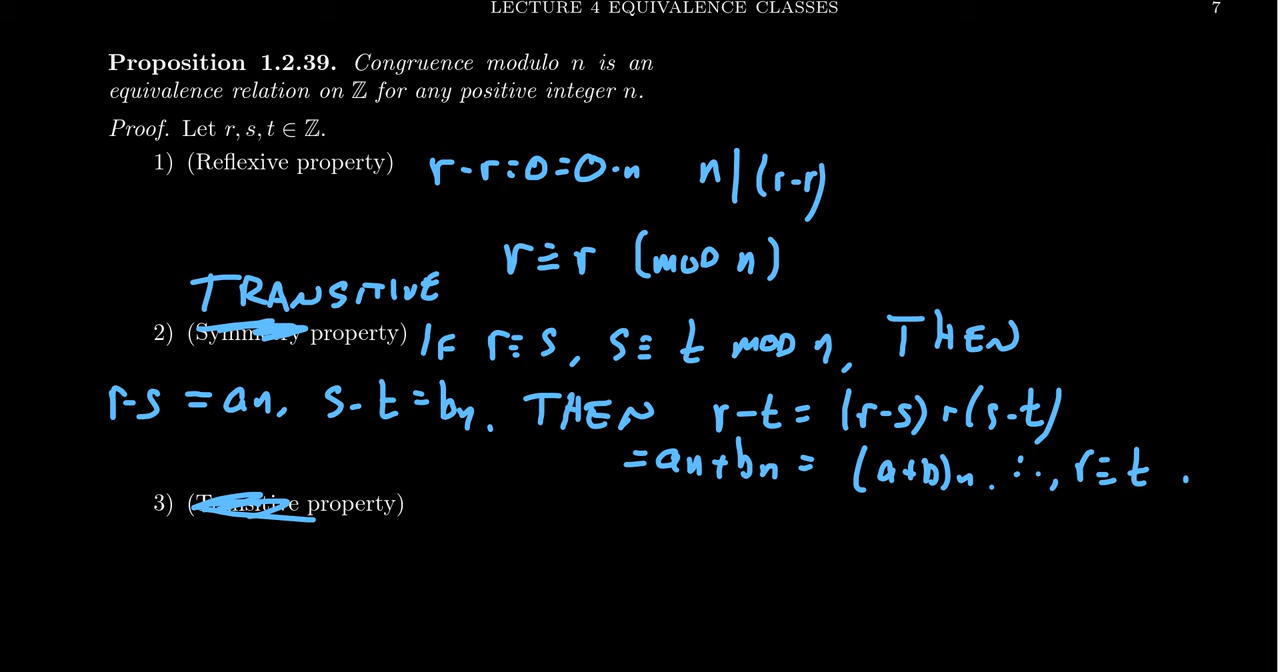 LECTURE 4 EQUIVALENCE CLASSES 7
Proposition 1.2.39. Congruence modulo n is an
equivalence relation on ℤ for any positive integer n.
Proof. Let r, s, t ∈ ℤ.
1) (Reflexive property) r-r=0=0·n n|(r-r)
r≡r (MOD n)
TRANSITIVE
2) (Symmetry property) IF r≡s, s≡t MOD n, THEN
r-s = an, s-t=bn. THEN r-t = (r-s)+(s-t)
=an+bn = (a+b)n. ∴, r≡t.
3) (Transitive property)